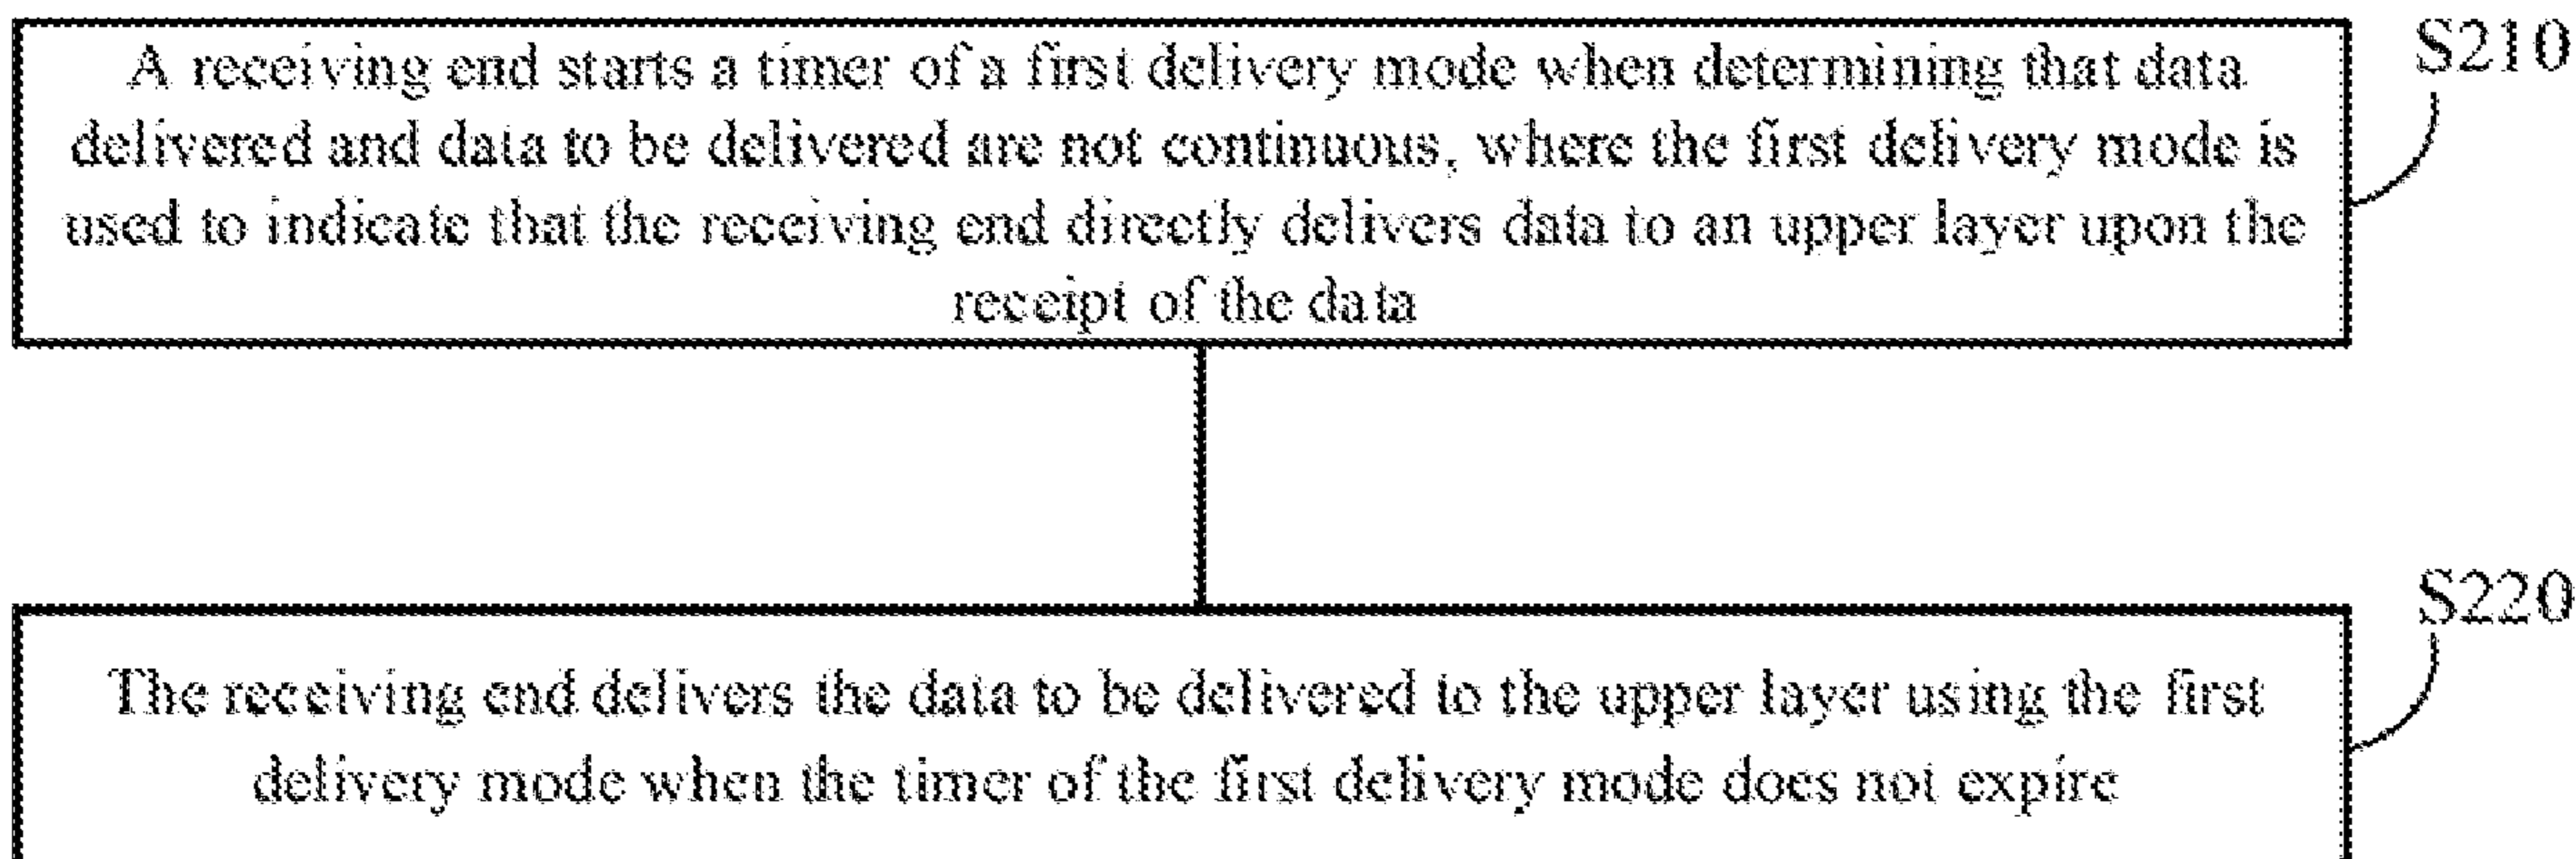 A receiving end starts a timer of a first delivery mode when determining that data
delivered and data to be delivered are not continuous, where the first delivery mode is
used to indicate that the receiving end directly delivers data to an upper layer upon the
receipt of the data
S210
The receiving end delivers the data to be delivered to the upper layer using the first
delivery mode when the timer of the first delivery mode does not expire
S220